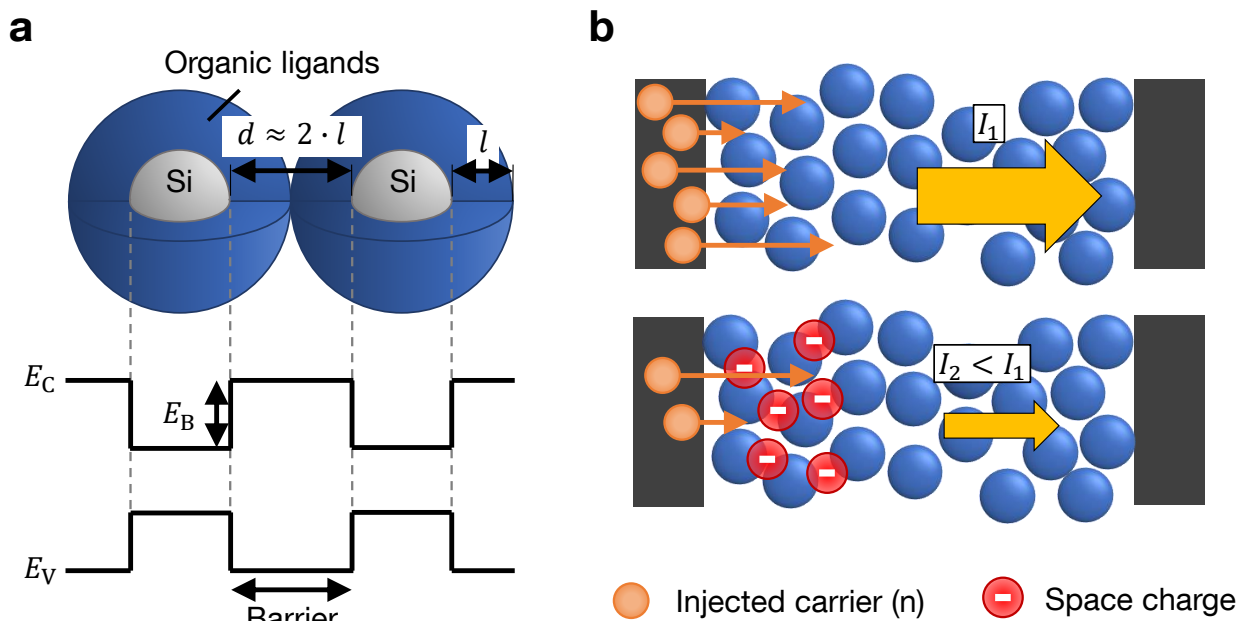 a
Organic ligands
d ≈ 2 · l
l
Si
Si
E_C
E_B
E_V
Barrier
b
I_1
I_2 < I_1
Injected carrier (n)
Space charge